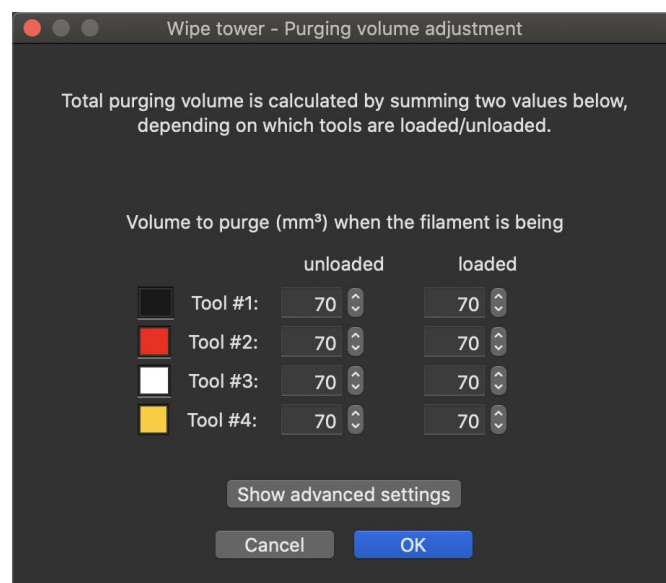 Wipe tower - Purging volume adjustment
Total purging volume is calculated by summing two values below,
depending on which tools are loaded/unloaded.
Volume to purge (mm³) when the filament is being
unloaded loaded
Tool #1: 70 70
Tool #2: 70 70
Tool #3: 70 70
Tool #4: 70 70
Show advanced settings
Cancel OK